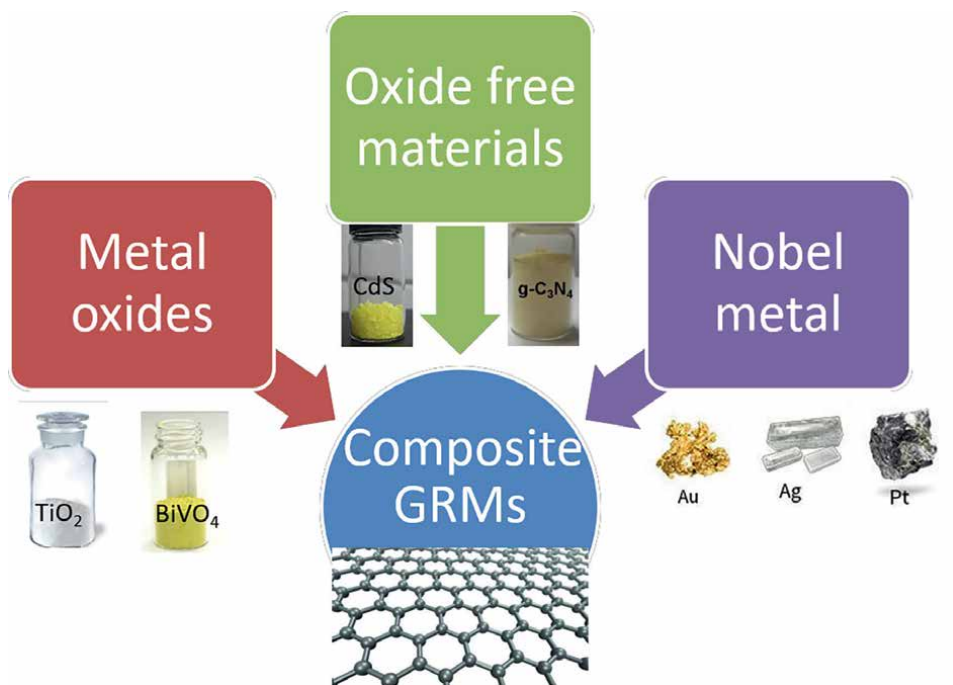 Oxide free
materials
Metal
oxides
Nobel
metal
CdS
g-C₃N₄
TiO₂
BiVO₄
Composite
GRMs
Au
Ag
Pt